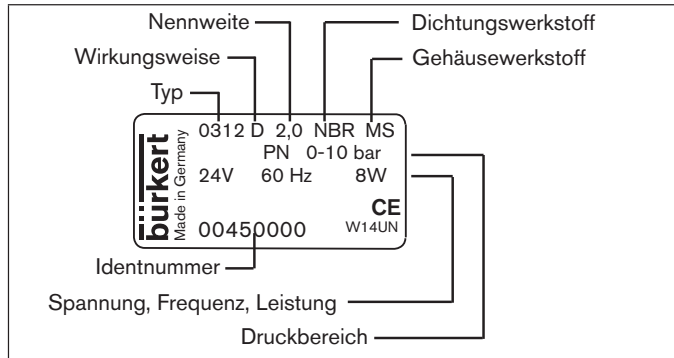 Nennweite
Dichtungswerkstoff
Wirkungsweise
Gehäusewerkstoff
Typ
0312 D 2,0 NBR MS
PN 0-10 bar
24V 60 Hz 8W
CE
00450000 W14UN
bürkert
Made in Germany
Identnummer
Spannung, Frequenz, Leistung
Druckbereich